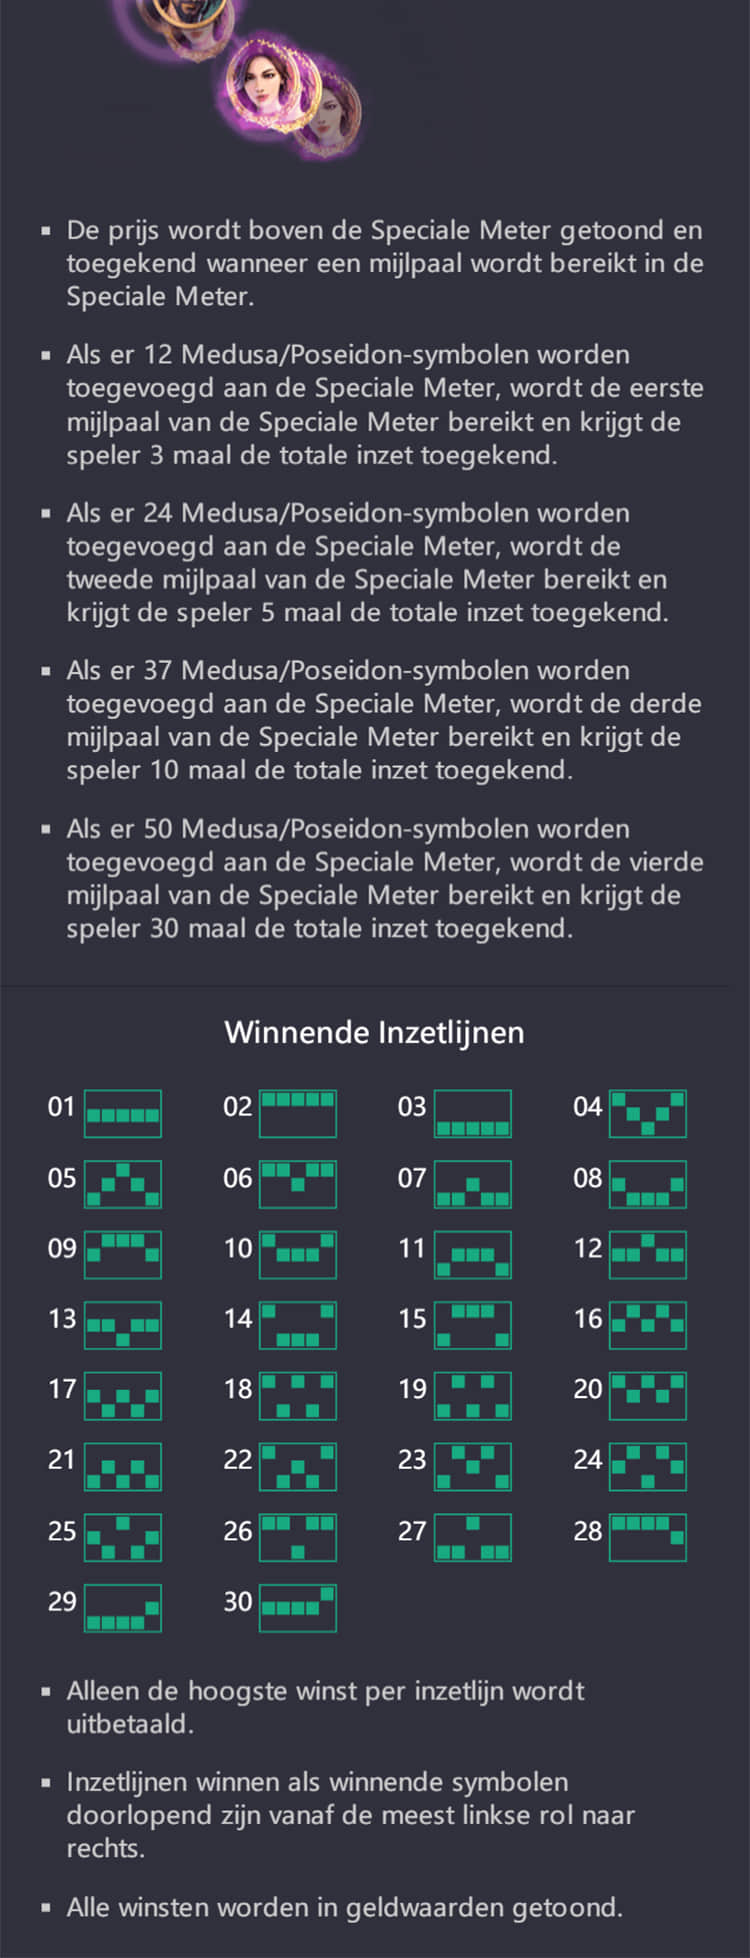 De prijs wordt boven de Speciale Meter getoond en
toegekend wanneer een mijlpaal wordt bereikt in de
Speciale Meter.
Als er 12 Medusa/Poseidon-symbolen worden
toegevoegd aan de Speciale Meter, wordt de eerste
mijlpaal van de Speciale Meter bereikt en krijgt de
speler 3 maal de totale inzet toegekend.
Als er 24 Medusa/Poseidon-symbolen worden
toegevoegd aan de Speciale Meter, wordt de
tweede mijlpaal van de Speciale Meter bereikt en
krijgt de speler 5 maal de totale inzet toegekend.
Als er 37 Medusa/Poseidon-symbolen worden
toegevoegd aan de Speciale Meter, wordt de derde
mijlpaal van de Speciale Meter bereikt en krijgt de
speler 10 maal de totale inzet toegekend.
Als er 50 Medusa/Poseidon-symbolen worden
toegevoegd aan de Speciale Meter, wordt de vierde
mijlpaal van de Speciale Meter bereikt en krijgt de
speler 30 maal de totale inzet toegekend.
Winnende Inzetlijnen
01 02 03 04
05 06 07 08
09 10 11 12
13 14 15 16
17 18 19 20
21 22 23 24
25 26 27 28
29 30
Alleen de hoogste winst per inzetlijn wordt
uitbetaald.
Inzetlijnen winnen als winnende symbolen
doorlopend zijn vanaf de meest linkse rol naar
rechts.
Alle winsten worden in geldwaarden getoond.